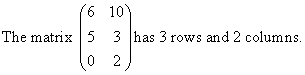 The matrix (6 10
5 3
0 2) has 3 rows and 2 columns.